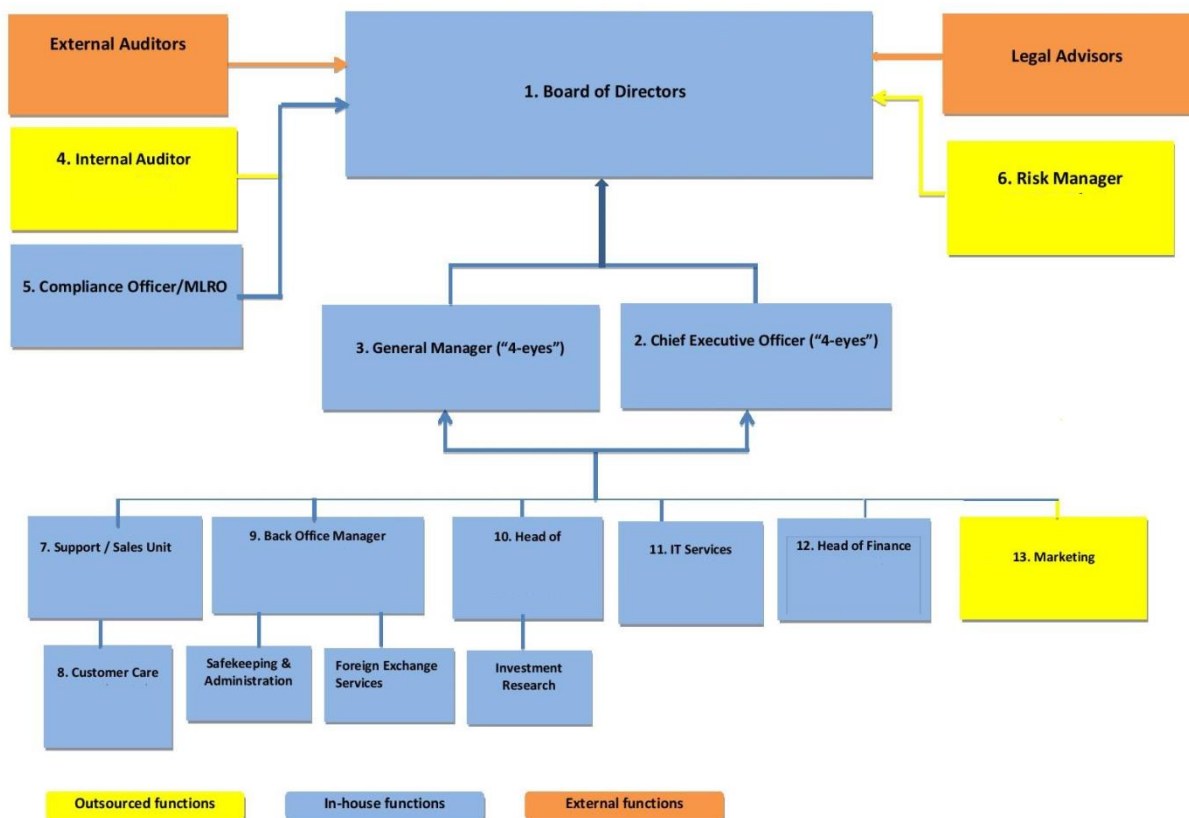 External Auditors
Legal Advisors
1. Board of Directors
4. Internal Auditor
6. Risk Manager
5. Compliance Officer/MLRO
3. General Manager (“4-eyes”)
2. Chief Executive Officer (“4-eyes”)
7. Support / Sales Unit
9. Back Office Manager
10. Head of
11. IT Services
12. Head of Finance
13. Marketing
8. Customer Care
Safekeeping &
Administration
Foreign Exchange
Services
Investment
Research
Outsourced functions
In-house functions
External functions